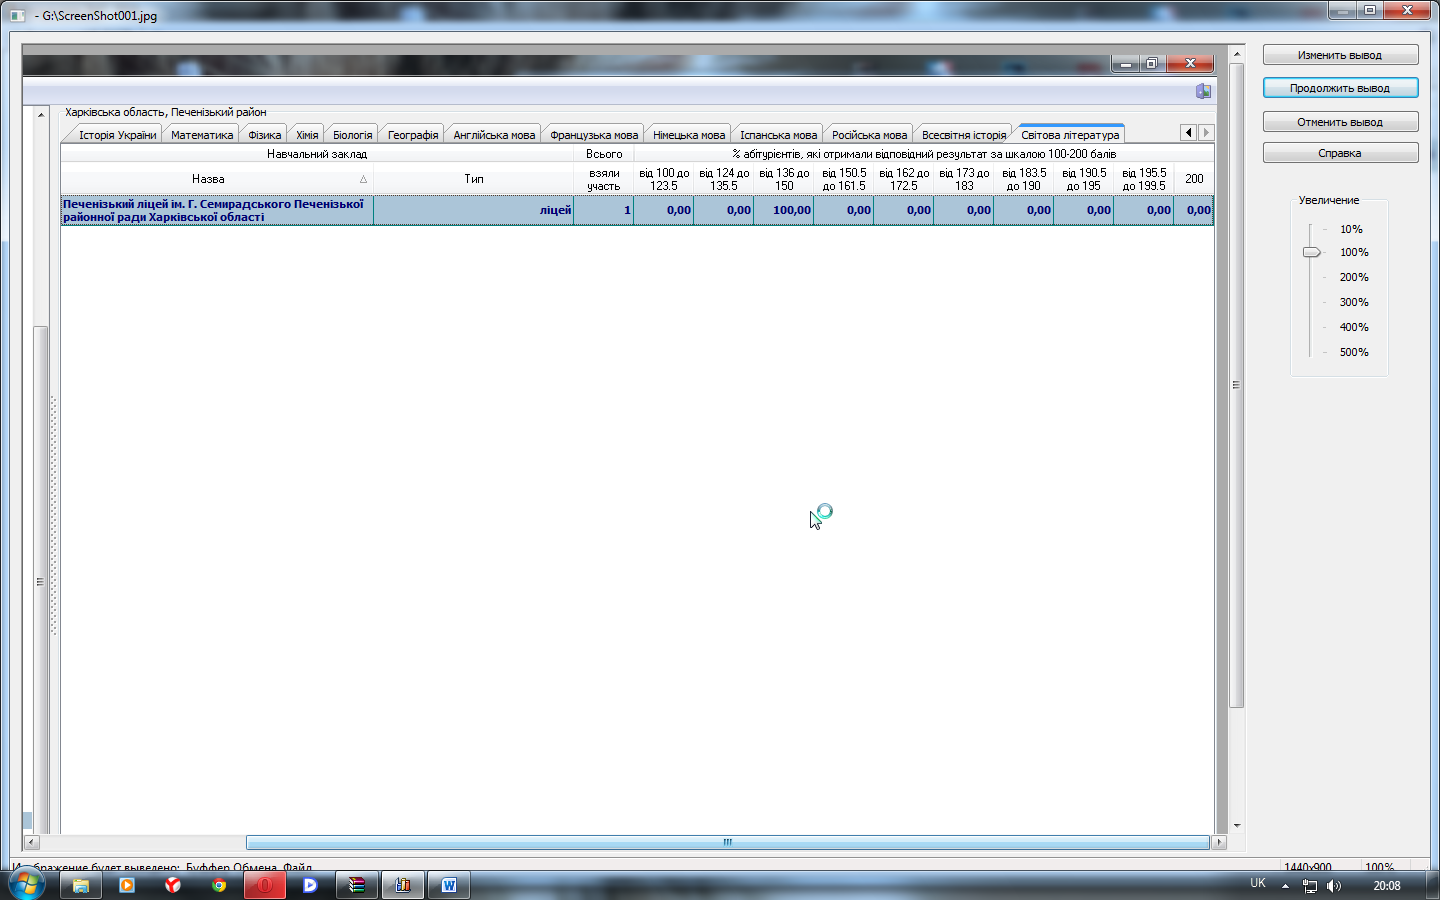 - G:\ScreenShot001.jpg
Изменить вывод
Продолжить вывод
Отменить вывод
Справка
Увеличение
10%
100%
200%
300%
400%
500%
Харківська область, Печенізький район
Історія України Математика Фізика Хімія Біологія Географія Англійська мова Французька мова Німецька мова Іспанська мова Російська мова Всесвітня історія Світова література
Навчальний заклад Всього % абітурієнтів, які отримали відповідний результат за шкалою 100-200 балів
Назва Тип взяли участь від 100 до 123.5 від 124 до 135.5 від 136 до 150 від 150.5 до 161.5 від 162 до 172.5 від 173 до 183 від 183.5 до 190 від 190.5 до 195 від 195.5 до 199.5 200
Печенізький ліцей ім. Г. Семирадського Печенізької
районної ради Харківської області
ліцей 1 0,00 0,00 100,00 0,00 0,00 0,00 0,00 0,00 0,00 0,00
Изображение будет выведено: Буффер Обмена, Файл
1440x900 100%
UK 20:08